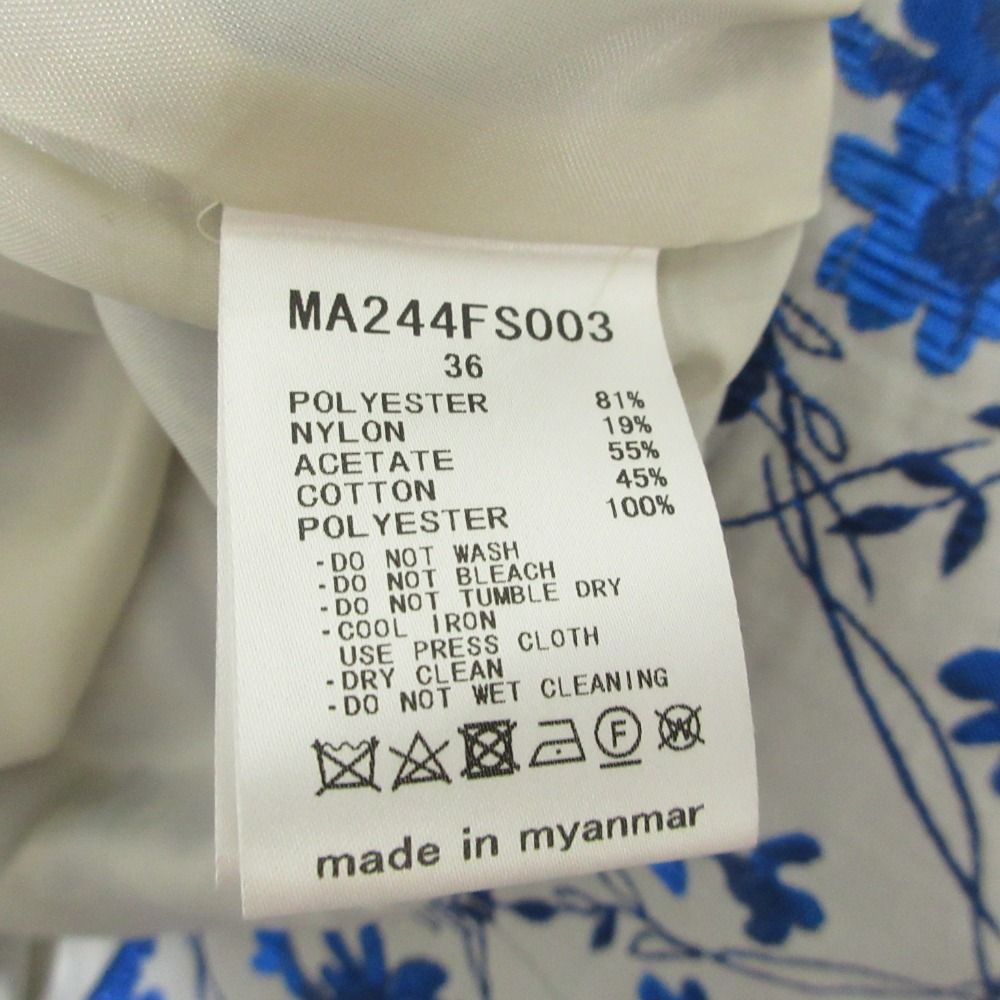 MA244FS003
36
POLYESTER 81%
NYLON 19%
ACETATE 55%
COTTON 45%
POLYESTER 100%
-DO NOT WASH
-DO NOT BLEACH
-DO NOT TUMBLE DRY
-COOL IRON
USE PRESS CLOTH
-DRY CLEAN
-DO NOT WET CLEANING
F W
made in myanmar